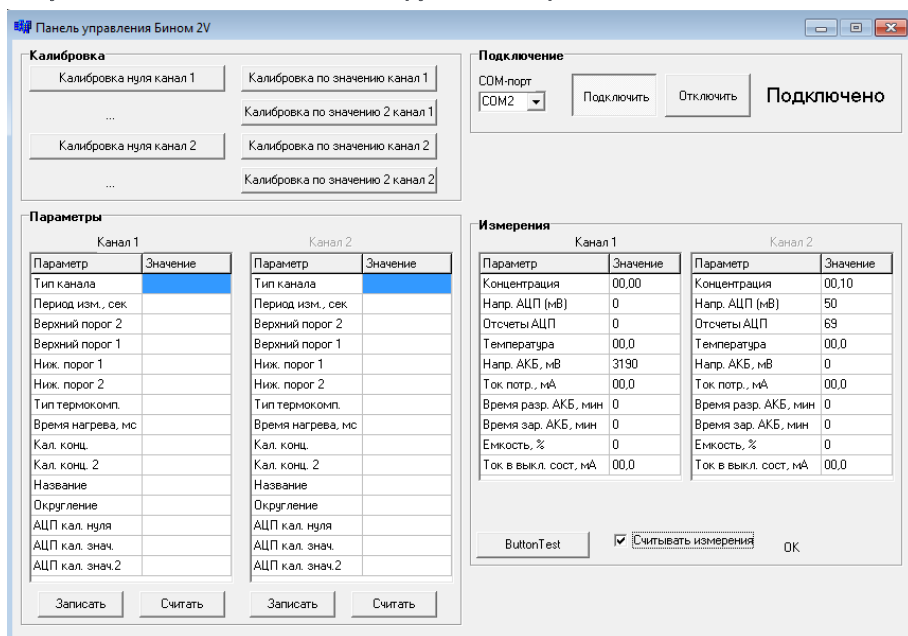 Панель управления Бином 2V
Калибровка
Калибровка нуля канал 1
Калибровка по значению канал 1
...
Калибровка по значению 2 канал 1
Калибровка нуля канал 2
Калибровка по значению канал 2
...
Калибровка по значению 2 канал 2
Подключение
COM-порт
COM2
Подключить
Отключить
Подключено
Параметры
Канал 1
Параметр Значение
Тип канала
Период изм., сек
Верхний порог 2
Верхний порог 1
Ниж. порог 1
Ниж. порог 2
Тип термокомп.
Время нагрева, мс
Кал. конц.
Кал. конц. 2
Название
Округление
АЦП кал. нуля
АЦП кал. знач.
АЦП кал. знач.2
Записать Считать
Канал 2
Параметр Значение
Тип канала
Период изм., сек
Верхний порог 2
Верхний порог 1
Ниж. порог 1
Ниж. порог 2
Тип термокомп.
Время нагрева, мс
Кал. конц.
Кал. конц. 2
Название
Округление
АЦП кал. нуля
АЦП кал. знач.
АЦП кал. знач.2
Записать Считать
Измерения
Канал 1
Параметр Значение
Концентрация 00,00
Напр. АЦП (мВ) 0
Отсчеты АЦП 0
Температура 00,0
Напр. АКБ, мВ 3190
Ток потр., мА 00,0
Время разр. АКБ, мин 0
Время зар. АКБ, мин 0
Емкость, % 0
Ток в выкл. сост, мА 00,0
Канал 2
Параметр Значение
Концентрация 00,10
Напр. АЦП (мВ) 50
Отсчеты АЦП 69
Температура 00,0
Напр. АКБ, мВ 0
Ток потр., мА 00,0
Время разр. АКБ, мин 0
Время зар. АКБ, мин 0
Емкость, % 0
Ток в выкл. сост, мА 00,0
ButtonTest
Считывать измерения
OK